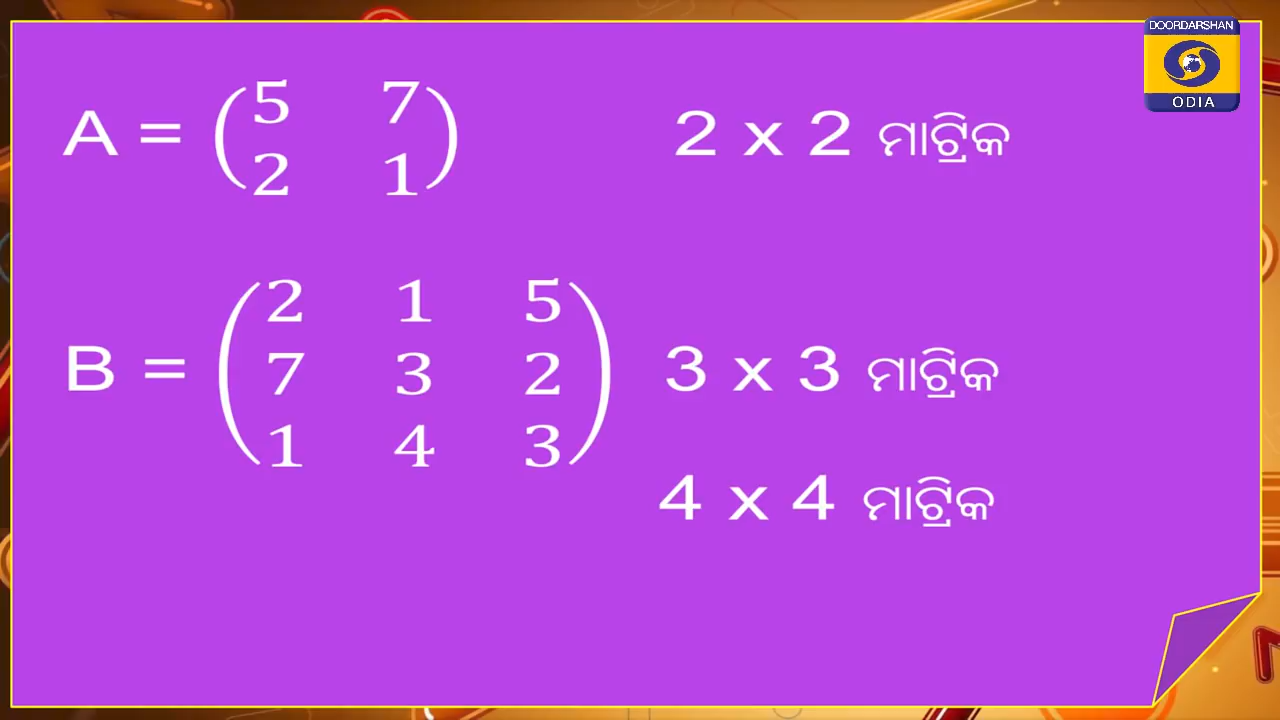 DOORDARSHAN
ODIA
A = (5 7
2 1) 2 x 2 ମାଟ୍ରିକ
B = (2 1 5
7 3 2
1 4 3) 3 x 3 ମାଟ୍ରିକ
4 x 4 ମାଟ୍ରିକ